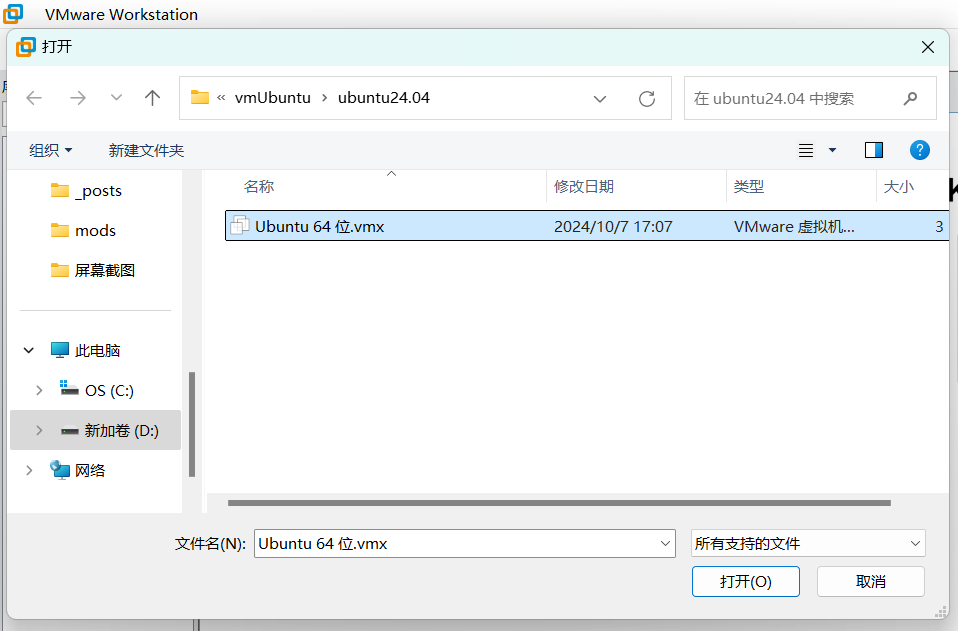 VMware Workstation
打开
« vmUbuntu › ubuntu24.04
在 ubuntu24.04 中搜索
组织 新建文件夹
名称 修改日期 类型 大小
_posts
Ubuntu 64 位.vmx 2024/10/7 17:07 VMware 虚拟机... 3
mods
屏幕截图
此电脑
OS (C:)
新加卷 (D:)
网络
文件名(N): Ubuntu 64 位.vmx 所有支持的文件
打开(O) 取消